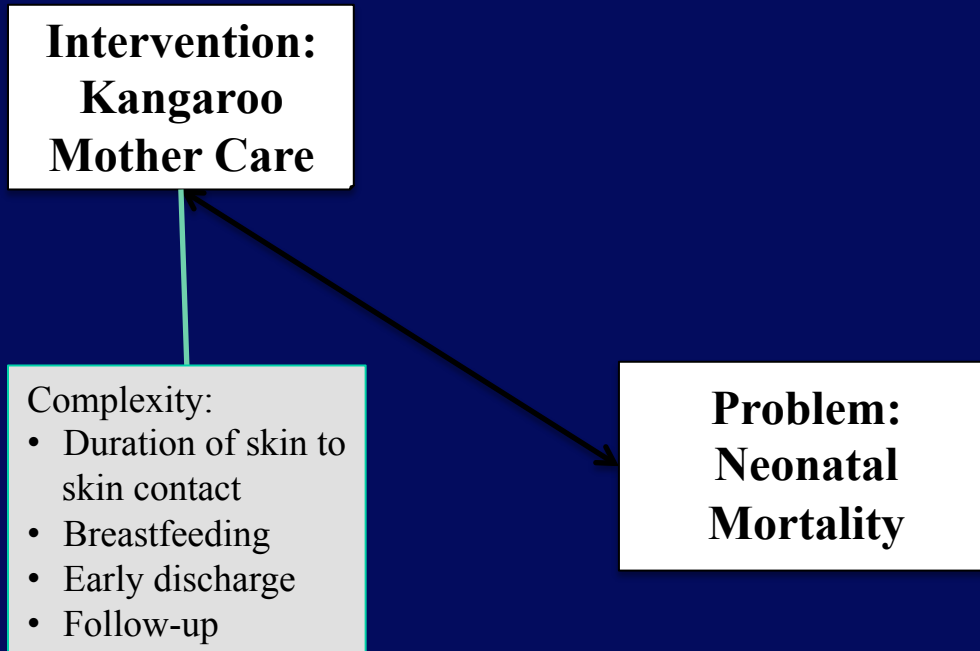 Intervention:
Kangaroo
Mother Care
Complexity:
• Duration of skin to
skin contact
• Breastfeeding
• Early discharge
• Follow-up
Problem:
Neonatal
Mortality